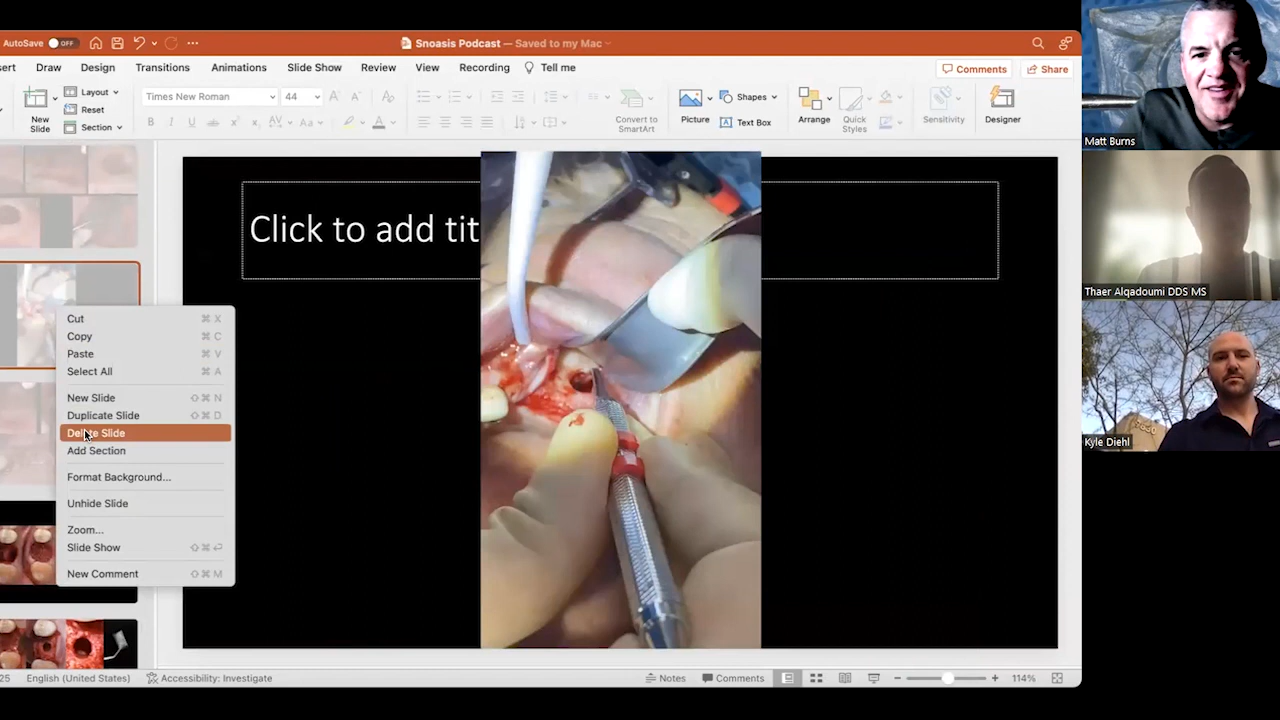 AutoSave OFF
Snoasis Podcast — Saved to my Mac
Draw Design Transitions Animations Slide Show Review View Recording Tell me
Comments Share
New Slide
Layout
Reset
Section
Times New Roman 44
B I U ab
Convert to SmartArt
Picture
Shapes
Text Box
Arrange
Quick Styles
Sensitivity
Designer
Click to add tit
Cut ⌘ X
Copy ⌘ C
Paste ⌘ V
Select All ⌘ A
New Slide ⇧⌘ N
Duplicate Slide ⇧⌘ D
Delete Slide
Add Section
Format Background...
Unhide Slide
Zoom...
Slide Show ⇧⌘⏎
New Comment ⇧⌘ M
25 English (United States) Accessibility: Investigate
Notes Comments 114%
Matt Burns
Thaer Alqadoumi DDS MS
Kyle Diehl